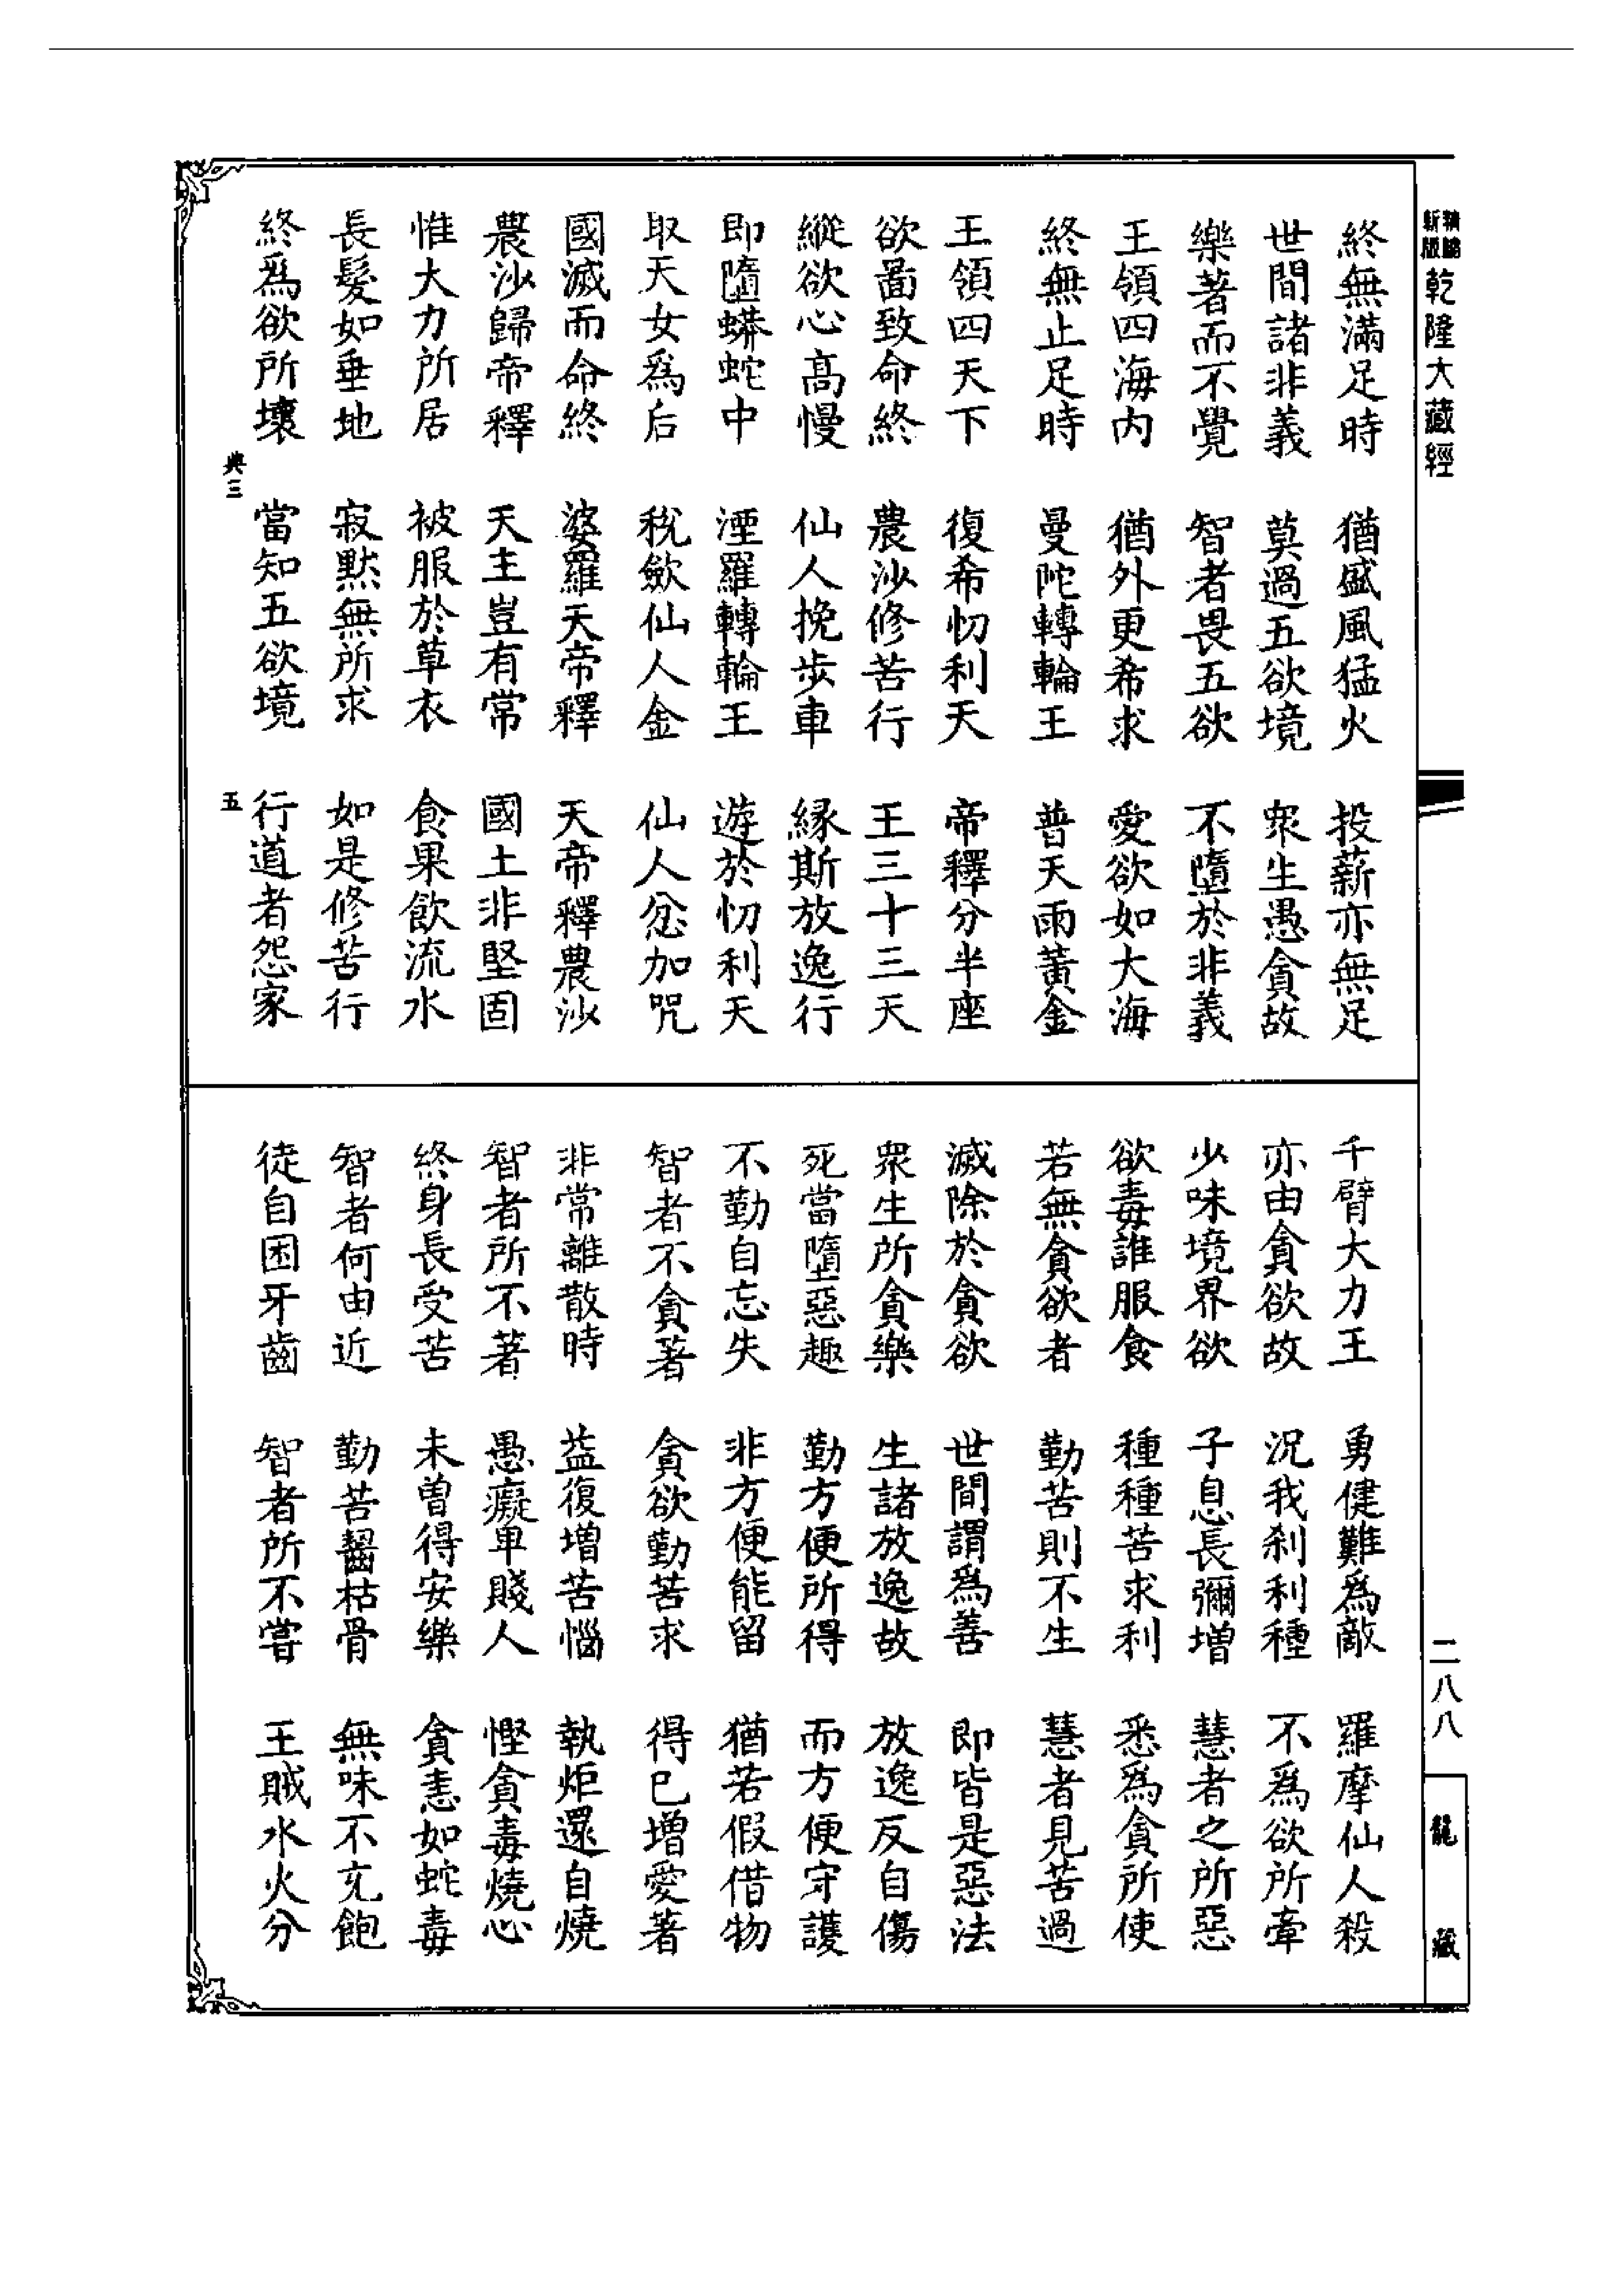 新版 精縮 乾隆大藏經
終無滿足時 猶盛風猛火 投薪亦無足
世間諸非義 莫過五欲境 衆生愚貪故
樂著而不覺 智者畏五欲 不墮於非義
王領四海內 猶外更希求 愛欲如大海
終無止足時 曼陀轉輪王 普天雨黃金
王領四天下 復希忉利天 帝釋分半座
欲啚致命終 農沙修苦行 王三十三天
縱欲心高慢 仙人挽步車 緣斯放逸行
即墮蟒蛇中 堙羅轉輪王 遊於忉利天
取天女為后 稅歛仙人金 仙人忿加咒
國滅而命終 婆羅天帝釋 天帝釋農沙
農沙歸帝釋 天主豈有常 國土非堅固
惟大力所居 被服於草衣 食果飲流水
長髮如垂地 寂默無所求 如是修苦行
終為欲所壞 當知五欲境 行道者怨家
典三 五
千臂大力王 勇健難為敵 羅摩仙人殺
亦由貪欲故 況我剎利種 不為欲所牽
少味境界欲 子息長彌增 慧者之所惡
欲毒誰服食 種種苦求利 悉為貪所使
若無貪欲者 勤苦則不生 慧者見苦過
滅除於貪欲 世間謂為善 即皆是惡法
衆生所貪樂 生諸放逸故 放逸反自傷
死當墮惡趣 勤方便所得 而方便守護
不勤自忘失 非方便能留 猶若假借物
智者不貪著 貪欲勤苦求 得已增愛著
非常離散時 益復增苦惱 執炬還自燒
智者所不著 愚癡卑賤人 慳貪毒燒心
終身長受苦 未曾得安樂 貪恚如蛇毒
智者何由近 勤苦齧枯骨 無味不充飽
徒自困牙齒 智者所不嘗 王賊水火分
二八八
龍藏